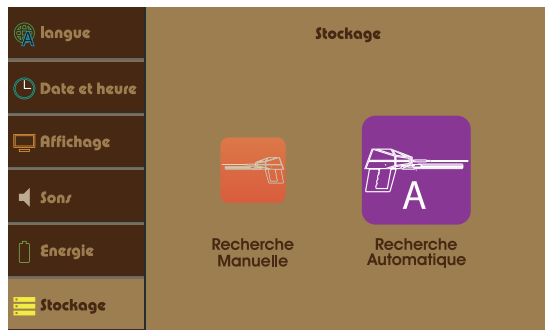 langue
Date et heure
Affichage
Sons
Energie
Stockage
Stockage
Recherche
Manuelle
A
Recherche
Automatique